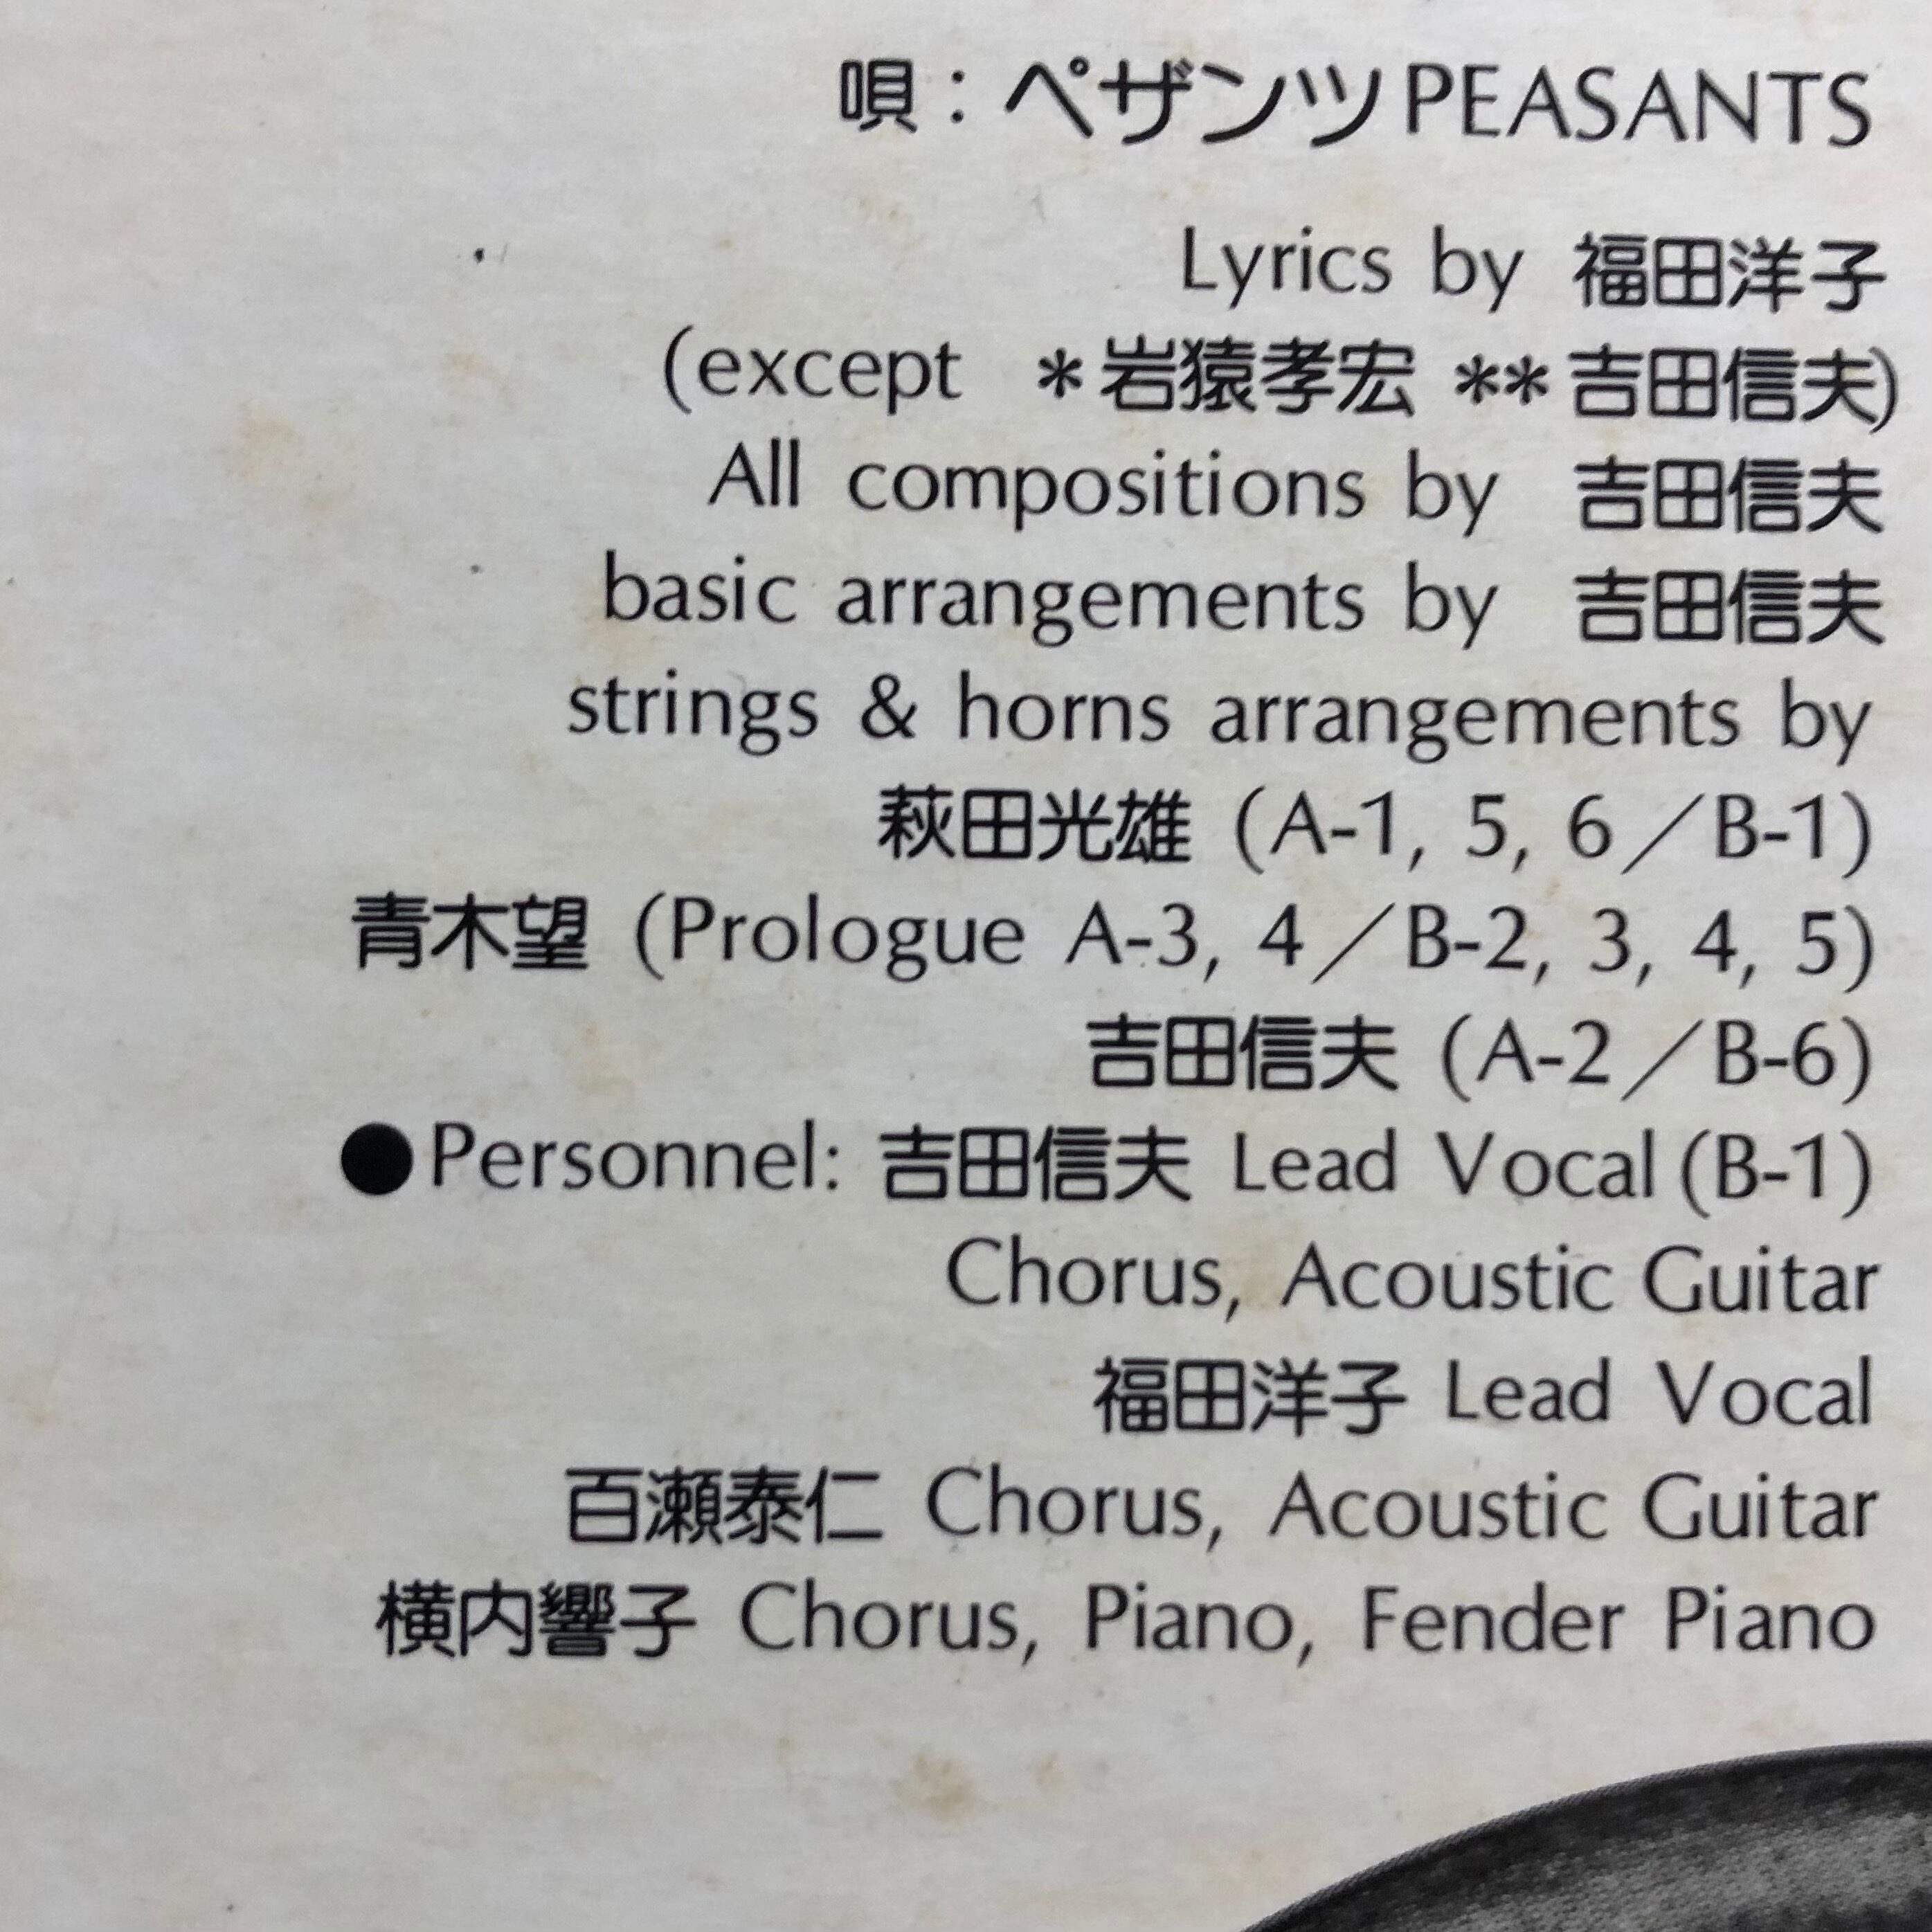 唄：ペザンツPEASANTS
Lyrics by 福田洋子
(except *岩猿孝宏 **吉田信夫)
All compositions by 吉田信夫
basic arrangements by 吉田信夫
strings & horns arrangements by
萩田光雄 (A-1, 5, 6／B-1)
青木望 (Prologue A-3, 4／B-2, 3, 4, 5)
吉田信夫 (A-2／B-6)
●Personnel: 吉田信夫 Lead Vocal (B-1)
Chorus, Acoustic Guitar
福田洋子 Lead Vocal
百瀬泰仁 Chorus, Acoustic Guitar
横内響子 Chorus, Piano, Fender Piano